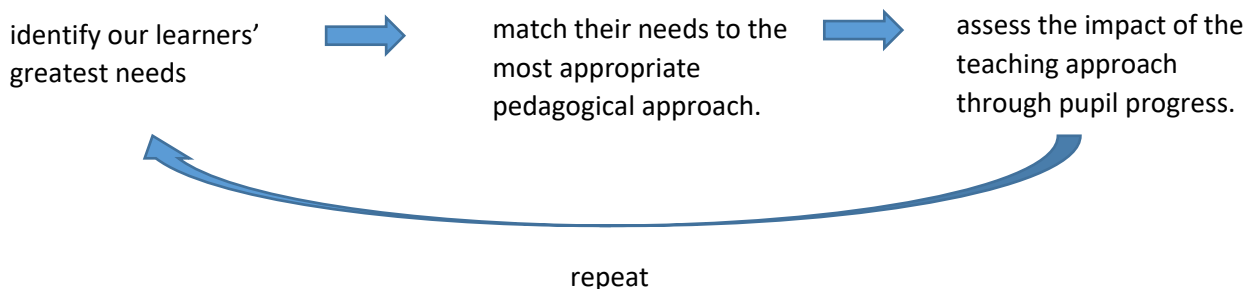 identify our learners’
greatest needs
match their needs to the
most appropriate
pedagogical approach.
assess the impact of the
teaching approach
through pupil progress.
repeat